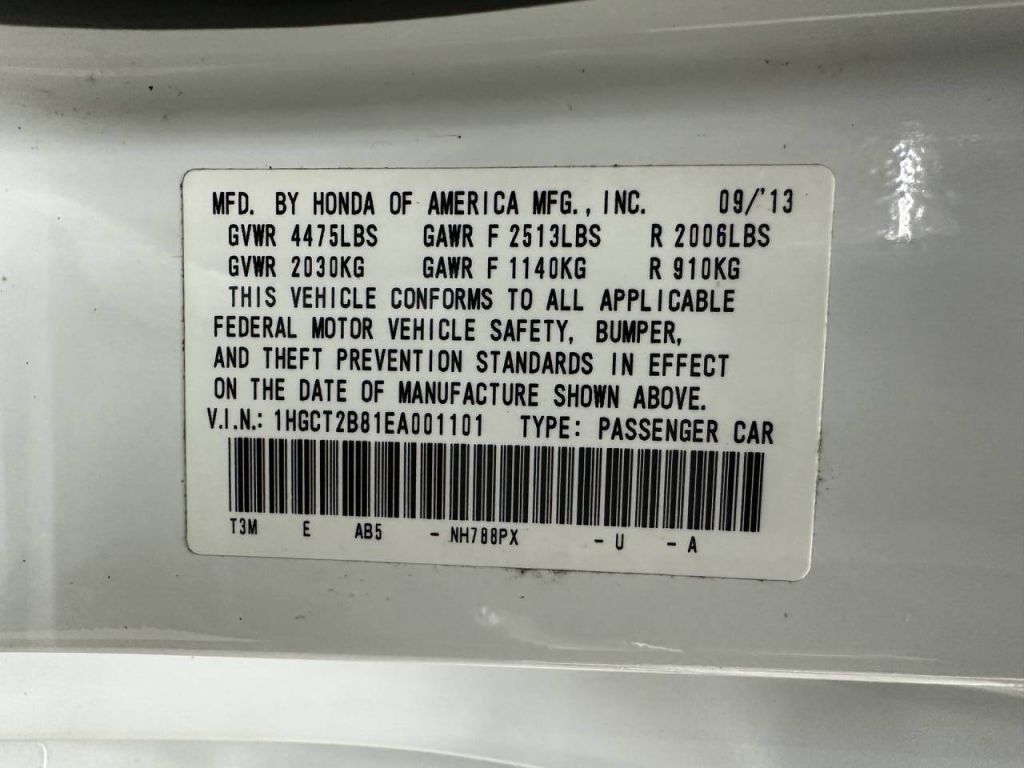 MFD. BY HONDA OF AMERICA MFG., INC. 09/'13
GVWR 4475LBS GAWR F 2513LBS R 2006LBS
GVWR 2030KG GAWR F 1140KG R 910KG
THIS VEHICLE CONFORMS TO ALL APPLICABLE
FEDERAL MOTOR VEHICLE SAFETY, BUMPER,
AND THEFT PREVENTION STANDARDS IN EFFECT
ON THE DATE OF MANUFACTURE SHOWN ABOVE.
V.I.N.: 1HGCT2B81EA001101 TYPE: PASSENGER CAR
T3M E AB5 - NH788PX - U - A